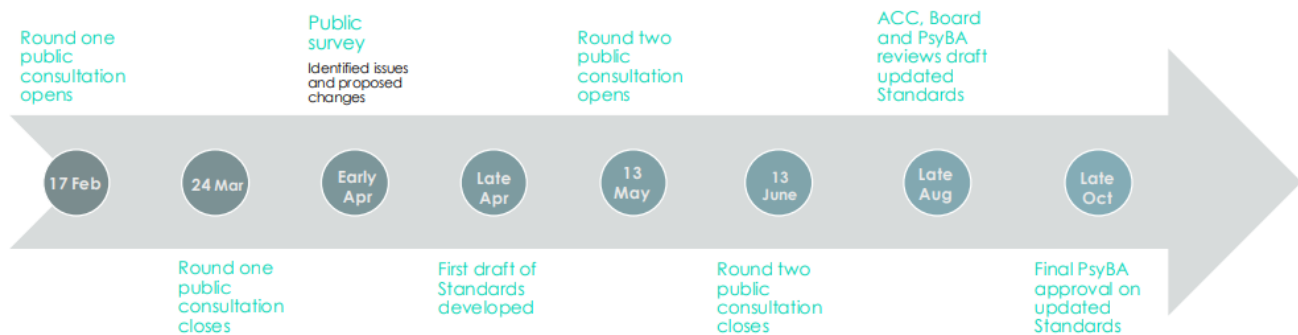 Round one
public
consultation
opens
Public
survey
Identified issues
and proposed
changes
Round two
public
consultation
opens
ACC, Board
and PsyBA
reviews draft
updated
Standards
17 Feb
24 Mar
Early
Apr
Late
Apr
13
May
13
June
Late
Aug
Late
Oct
Round one
public
consultation
closes
First draft of
Standards
developed
Round two
public
consultation
closes
Final PsyBA
approval on
updated
Standards